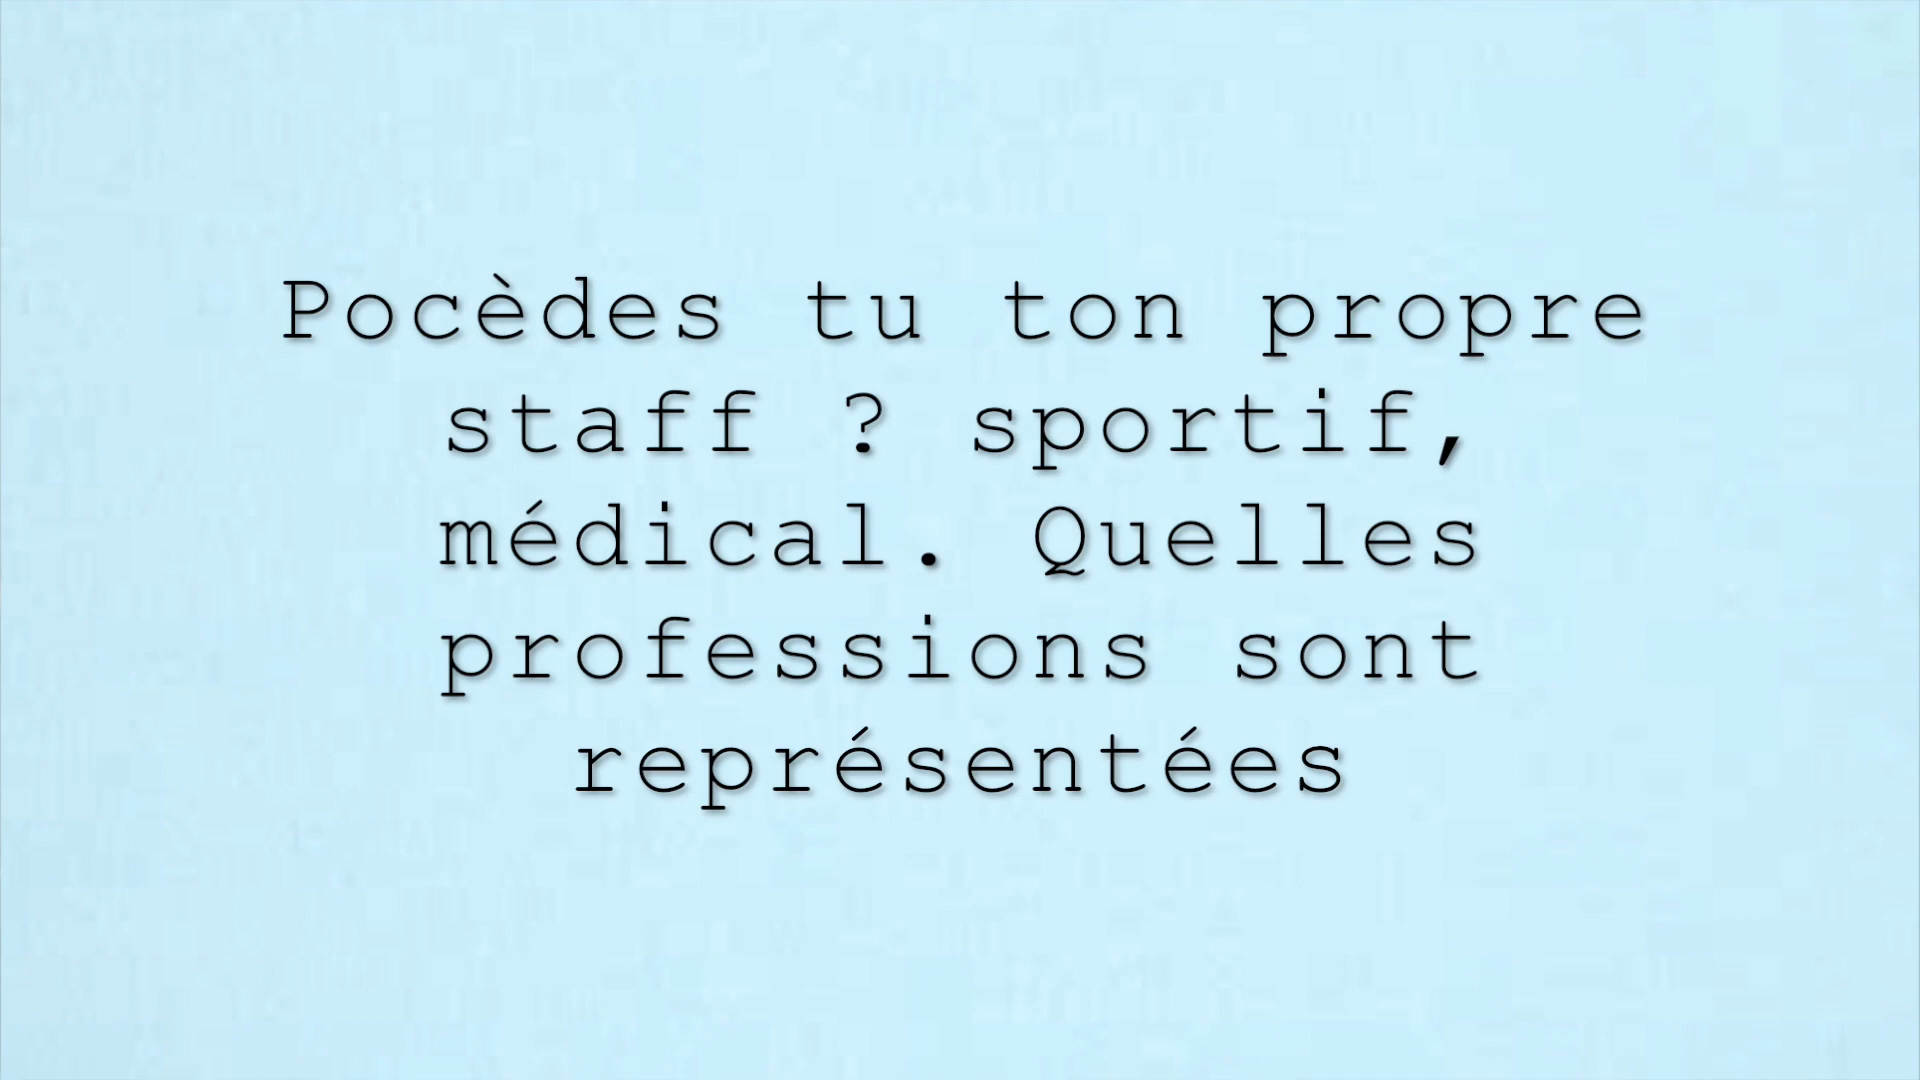 Pocèdes tu ton propre
staff ? sportif,
médical. Quelles
professions sont
représentées